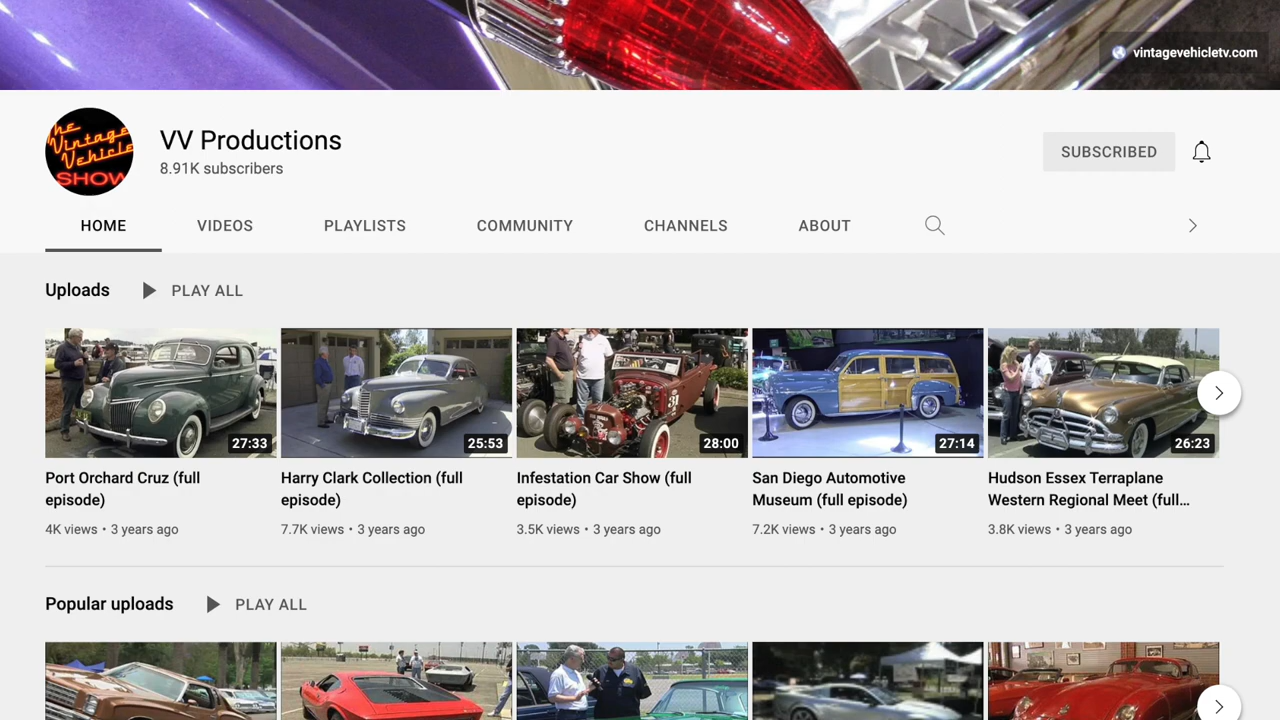 vintagevehicletv.com
The
Vintage
Vehicle
SHOW
VV Productions
8.91K subscribers
SUBSCRIBED
HOME VIDEOS PLAYLISTS COMMUNITY CHANNELS ABOUT
Uploads PLAY ALL
27:33 25:53 28:00 27:14 26:23
Port Orchard Cruz (full
episode)
4K views • 3 years ago
Harry Clark Collection (full
episode)
7.7K views • 3 years ago
Infestation Car Show (full
episode)
3.5K views • 3 years ago
San Diego Automotive
Museum (full episode)
7.2K views • 3 years ago
Hudson Essex Terraplane
Western Regional Meet (full...
3.8K views • 3 years ago
Popular uploads PLAY ALL